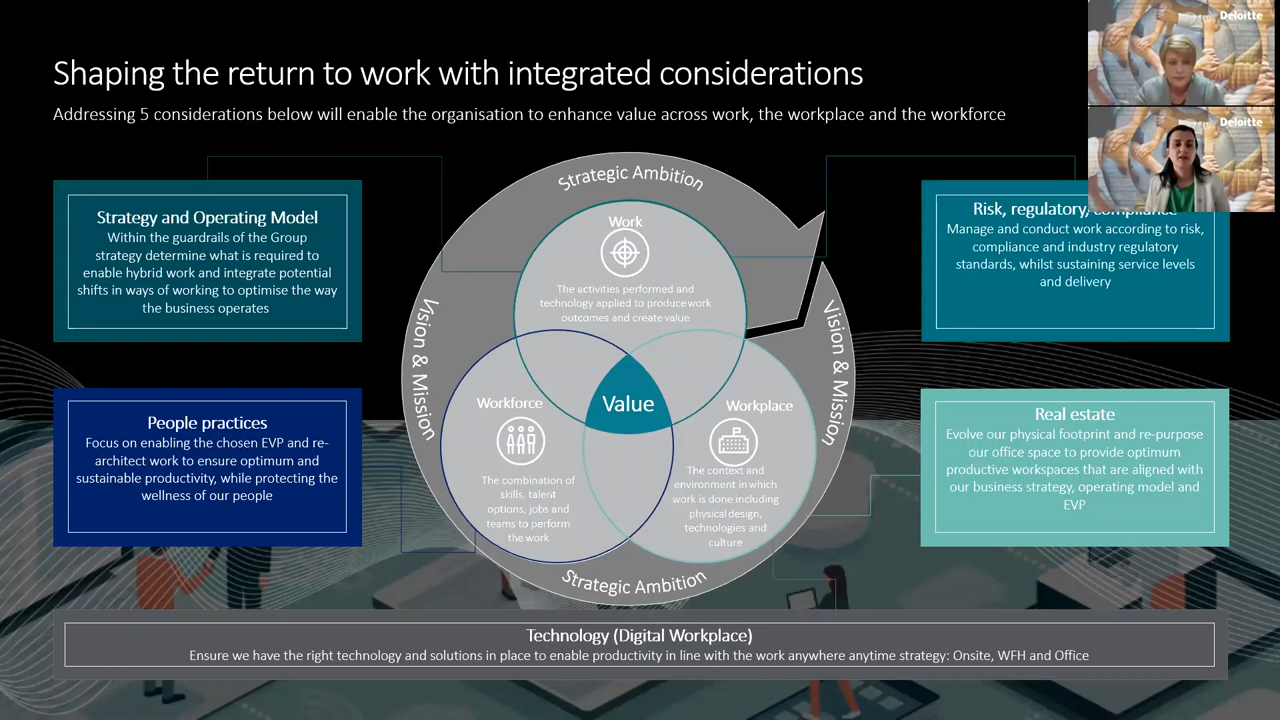 Deloitte
Deloitte
Shaping the return to work with integrated considerations
Addressing 5 considerations below will enable the organisation to enhance value across work, the workplace and the workforce
Strategy and Operating Model
Within the guardrails of the Group
strategy determine what is required to
enable hybrid work and integrate potential
shifts in ways of working to optimise the way
the business operates
People practices
Focus on enabling the chosen EVP and re-
architect work to ensure optimum and
sustainable productivity, while protecting the
wellness of our people
Strategic Ambition
Vision & Mission
Vision & Mission
Strategic Ambition
Work
The activities performed and
technology applied to produce work
outcomes and create value
Value
Workforce
The combination of
skills, talent
options, jobs and
teams to perform
the work
Workplace
The context and
environment in which
work is done including
physical design,
technologies and
culture
Risk, regulatory, compliance
Manage and conduct work according to risk,
compliance and industry regulatory
standards, whilst sustaining service levels
and delivery
Real estate
Evolve our physical footprint and re-purpose
our office space to provide optimum
productive workspaces that are aligned with
our business strategy, operating model and
EVP
Technology (Digital Workplace)
Ensure we have the right technology and solutions in place to enable productivity in line with the work anywhere anytime strategy: Onsite, WFH and Office